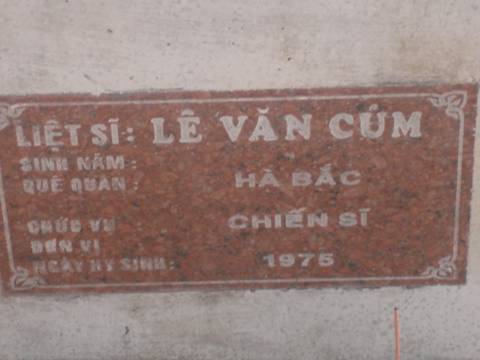 LIỆT SĨ: LÊ VĂN CÚM
SINH NĂM :
QUÊ QUÁN : HÀ BẮC
CHỨC VỤ : CHIẾN SĨ
ĐƠN VỊ
NGÀY HY SINH : 1975